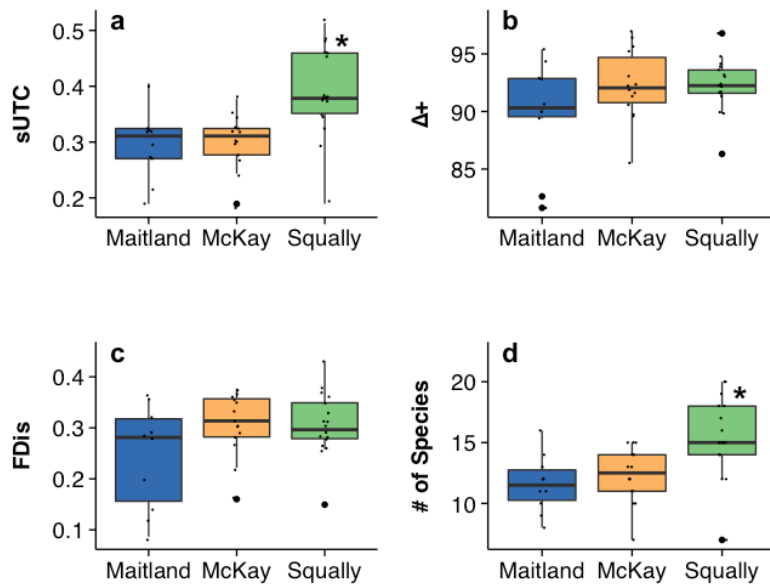 a
*
sUTC
0.5
0.4
0.3
0.2
Maitland McKay Squally
b
Δ+
95
90
85
Maitland McKay Squally
c
FDis
0.4
0.3
0.2
0.1
Maitland McKay Squally
d
*
# of Species
20
15
10
Maitland McKay Squally